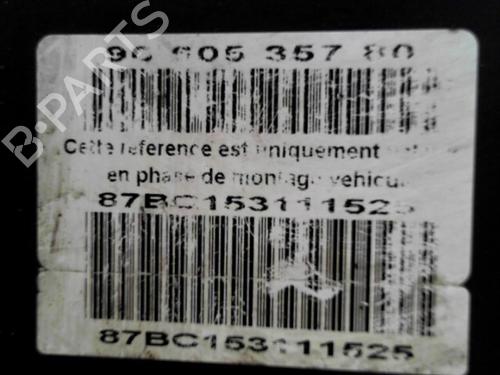 96 605 357 80
Cette reference est uniquement
en phase de montage vehicule
87BC153111525
87BC153111525
B-PARTS